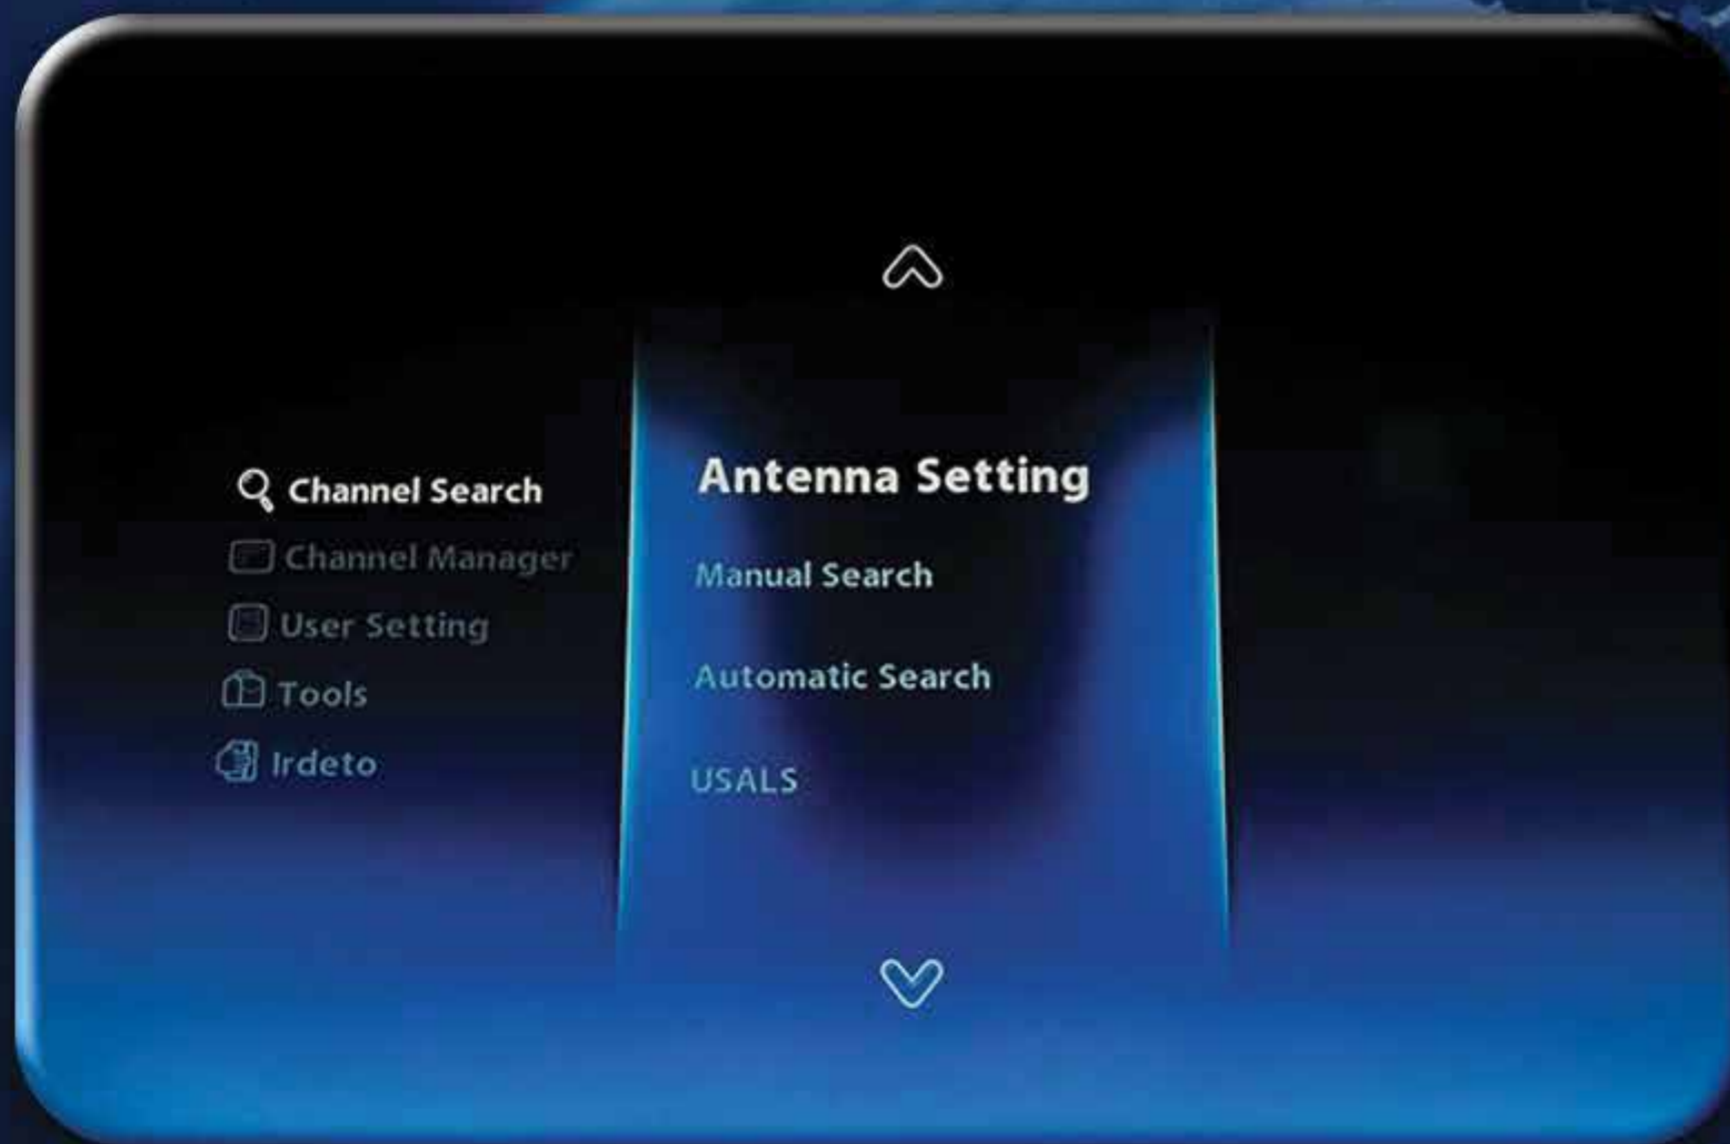 Channel Search
Channel Manager
User Setting
Tools
Irdeto
Antenna Setting
Manual Search
Automatic Search
USALS